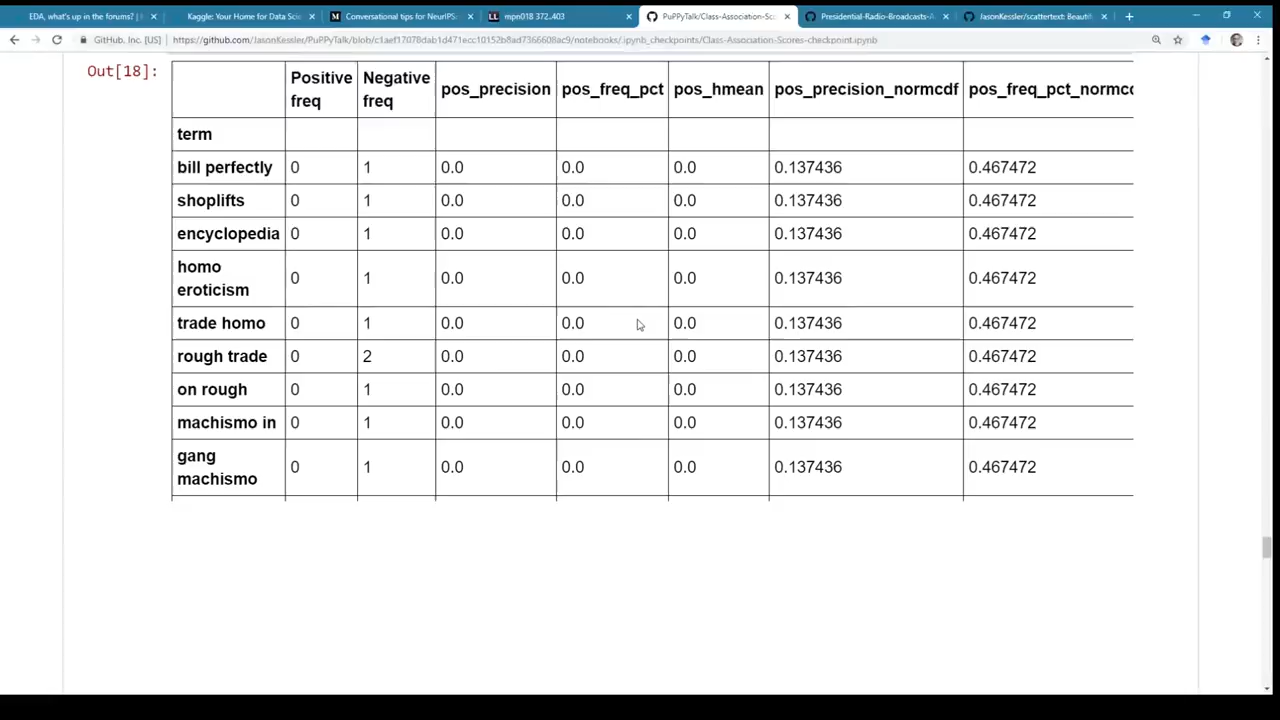 EDA, what's up in the forums? |
Kaggle: Your Home for Data Scie
Conversational tips for NeurIPS:
mpn018 372..403
PuPPyTalk/Class-Association-Sco
Presidential-Radio-Broadcasts-A
JasonKessler/scattertext: Beautif
GitHub, Inc. [US]
https://github.com/JasonKessler/PuPPyTalk/blob/c1aef17078dab1d471ecc10152b8ad7366608ac9/notebooks/.ipynb_checkpoints/Class-Association-Scores-checkpoint.ipynb
Out[18]:
Positive freq Negative freq pos_precision pos_freq_pct pos_hmean pos_precision_normcdf pos_freq_pct_normcd
term
bill perfectly 0 1 0.0 0.0 0.0 0.137436 0.467472
shoplifts 0 1 0.0 0.0 0.0 0.137436 0.467472
encyclopedia 0 1 0.0 0.0 0.0 0.137436 0.467472
homo eroticism 0 1 0.0 0.0 0.0 0.137436 0.467472
trade homo 0 1 0.0 0.0 0.0 0.137436 0.467472
rough trade 0 2 0.0 0.0 0.0 0.137436 0.467472
on rough 0 1 0.0 0.0 0.0 0.137436 0.467472
machismo in 0 1 0.0 0.0 0.0 0.137436 0.467472
gang machismo 0 1 0.0 0.0 0.0 0.137436 0.467472